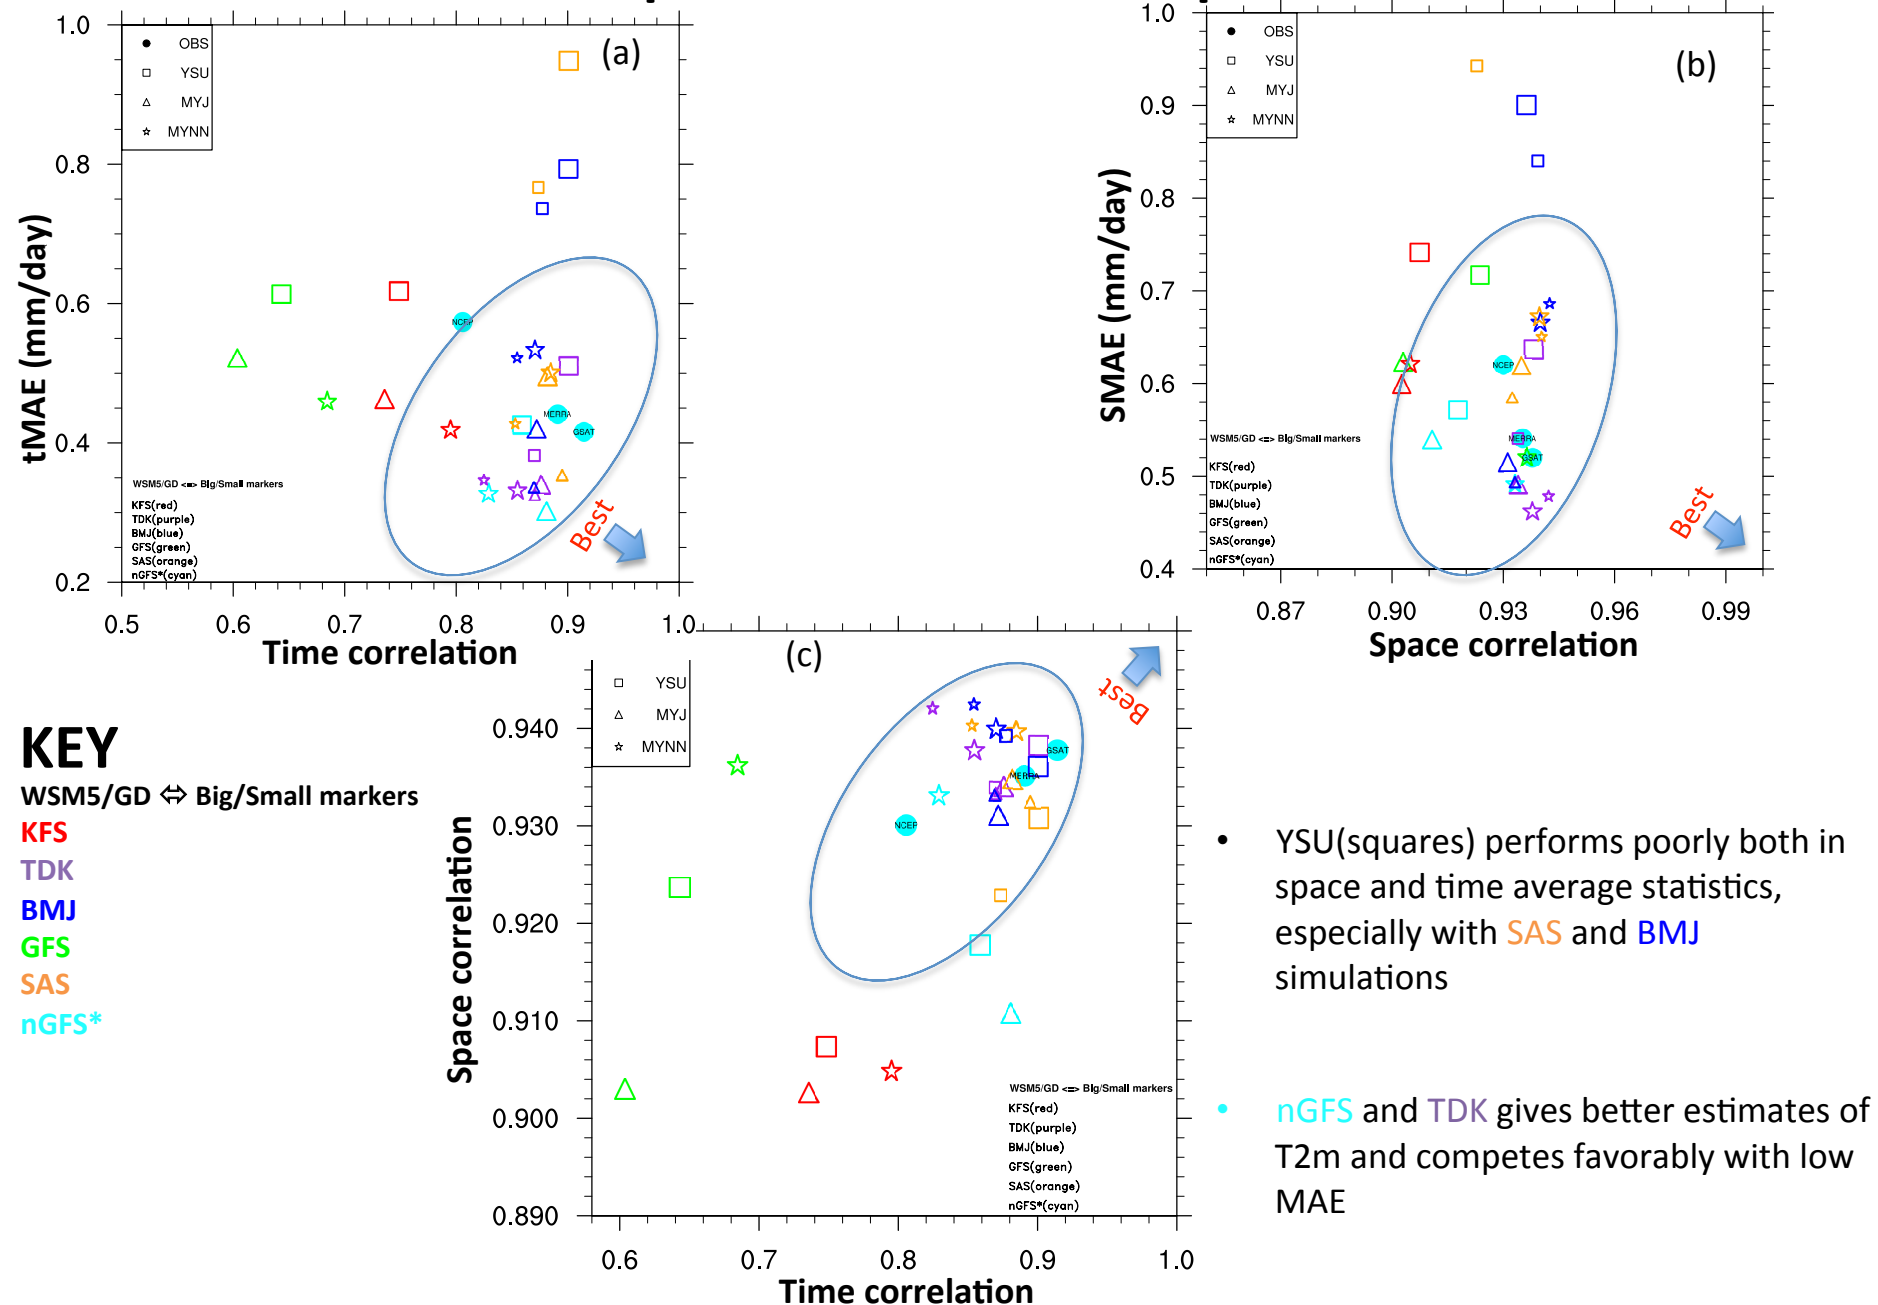 1.0
0.8
0.6
0.4
0.2
tMAE (mm/day)
OBS
YSU
MYJ
MYNN
(a)
NCEP
MERRA
GSAT
WSM5/GD <=> Big/Small markers
KFS(red)
TDK(purple)
BMJ(blue)
GFS(green)
SAS(orange)
nGFS*(cyan)
Best
0.5 0.6 0.7 0.8 0.9 1.0
Time correlation
1.0
0.9
0.8
0.7
0.6
0.5
0.4
SMAE (mm/day)
OBS
YSU
MYJ
MYNN
(b)
NCEP
MERRA
GSAT
WSM5/GD <=> Big/Small markers
KFS(red)
TDK(purple)
BMJ(blue)
GFS(green)
SAS(orange)
nGFS*(cyan)
Best
0.87 0.90 0.93 0.96 0.99
Space correlation
KEY
WSM5/GD ⇔ Big/Small markers
KFS
TDK
BMJ
GFS
SAS
nGFS*
(c)
YSU
MYJ
MYNN
Best
0.940
0.930
0.920
0.910
0.900
0.890
Space correlation
GSAT
MERRA
NCEP
WSM5/GD <=> Big/Small markers
KFS(red)
TDK(purple)
BMJ(blue)
GFS(green)
SAS(orange)
nGFS*(cyan)
0.6 0.7 0.8 0.9 1.0
Time correlation
• YSU(squares) performs poorly both in
space and time average statistics,
especially with SAS and BMJ
simulations
• nGFS and TDK gives better estimates of
T2m and competes favorably with low
MAE